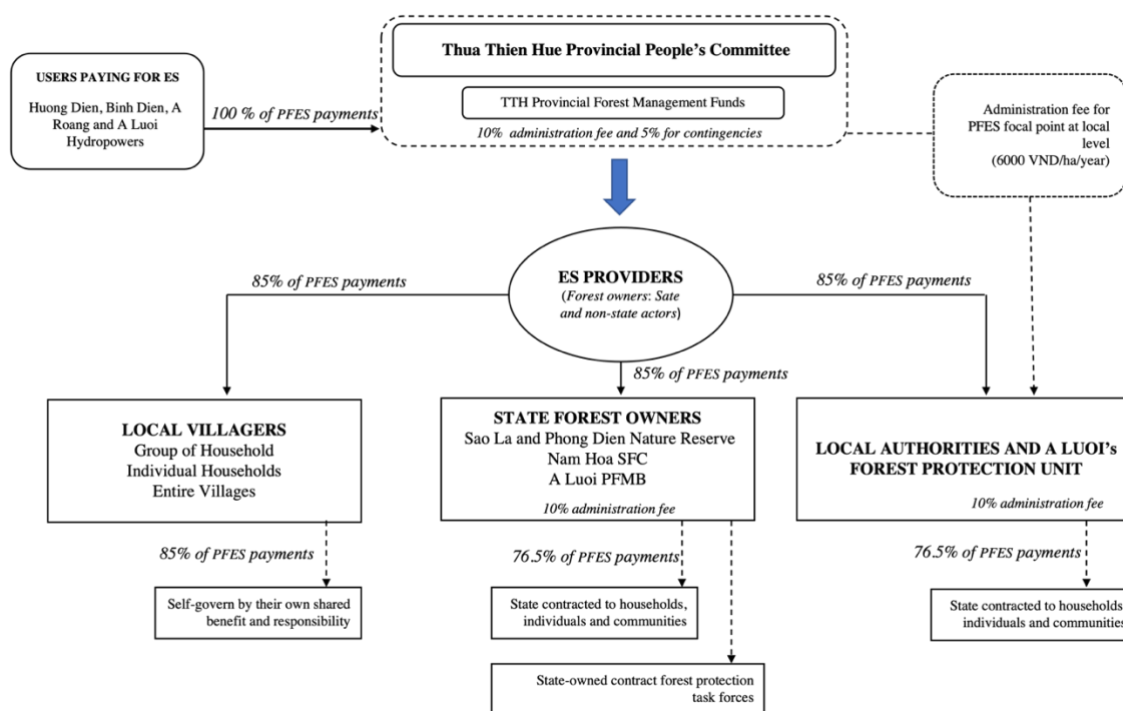 Thua Thien Hue Provincial People's Committee
TTH Provincial Forest Management Funds
10% administration fee and 5% for contingencies
USERS PAYING FOR ES
Huong Dien, Binh Dien, A
Roang and A Luoi
Hydropowers
100 % of PFES payments
Administration fee for
PFES focal point at local
level
(6000 VND/ha/year)
ES PROVIDERS
(Forest owners: Sate
and non-state actors)
85% of PFES payments
85% of PFES payments
85% of PFES payments
LOCAL VILLAGERS
Group of Household
Individual Households
Entire Villages
STATE FOREST OWNERS
Sao La and Phong Dien Nature Reserve
Nam Hoa SFC
A Luoi PFMB
10% administration fee
LOCAL AUTHORITIES AND A LUOI's
FOREST PROTECTION UNIT
10% administration fee
85% of PFES payments
76.5% of PFES payments
76.5% of PFES payments
Self-govern by their own shared
benefit and responsibility
State contracted to households,
individuals and communities
State contracted to households,
individuals and communities
State-owned contract forest protection
task forces